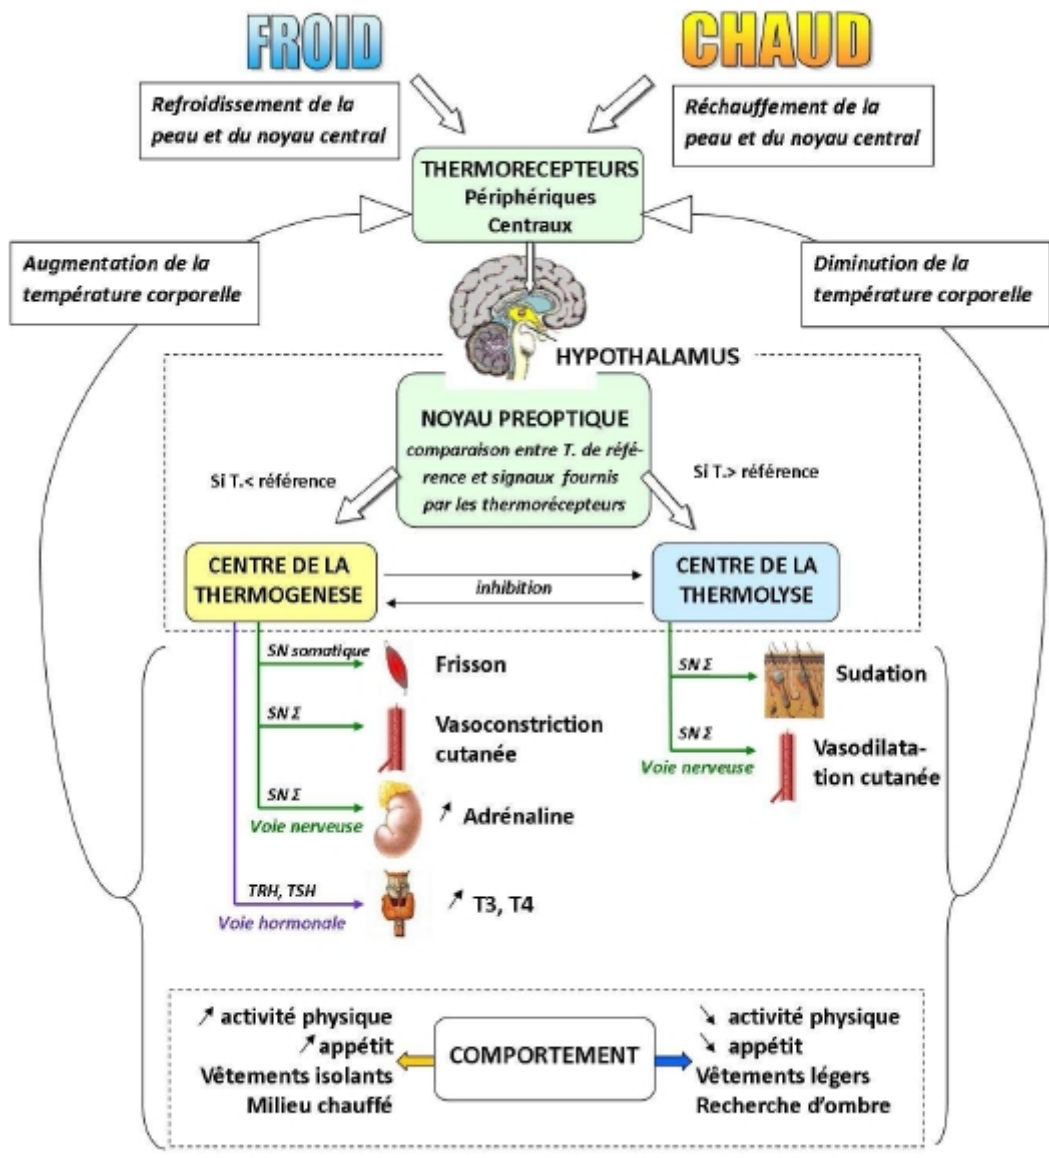 FROID
CHAUD
Refroidissement de la
peau et du noyau central
Réchauffement de la
peau et du noyau central
THERMORECEPTEURS
Périphériques
Centraux
Augmentation de la
température corporelle
Diminution de la
température corporelle
HYPOTHALAMUS
NOYAU PREOPTIQUE
comparaison entre T. de réfé-
rence et signaux fournis
par les thermorécepteurs
Si T.< référence
Si T.> référence
CENTRE DE LA
THERMOGENESE
inhibition
CENTRE DE LA
THERMOLYSE
SN somatique
Frisson
SN Σ
Vasoconstriction
cutanée
SN Σ
Voie nerveuse
↗ Adrénaline
TRH, TSH
Voie hormonale
↗ T3, T4
SN Σ
Sudation
SN Σ
Voie nerveuse
Vasodilata-
tion cutanée
↗ activité physique
↗ appétit
Vêtements isolants
Milieu chauffé
COMPORTEMENT
↘ activité physique
↘ appétit
Vêtements légers
Recherche d'ombre